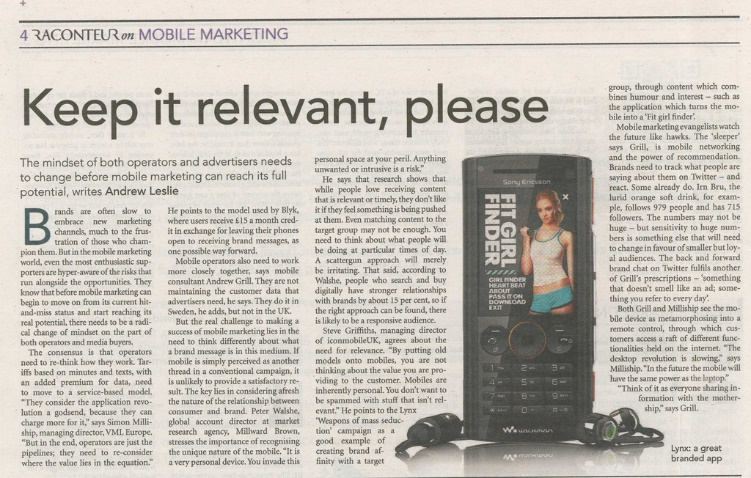 4 RACONTEUR on MOBILE MARKETING
Keep it relevant, please
The mindset of both operators and advertisers needs
to change before mobile marketing can reach its full
potential, writes Andrew Leslie
Brands are often slow to
embrace new marketing
channels, much to the frus-
tration of those who cham-
pion them. But in the mobile marketing
world, even the most enthusiastic sup-
porters are hyper-aware of the risks that
run alongside the opportunities. They
know that before mobile marketing can
begin to move on from its current hit-
and-miss status and start reaching its
real potential, there needs to be a radi-
cal change of mindset on the part of
both operators and media buyers.
The consensus is that operators
need to re-think how they work. Tar-
iffs based on minutes and texts, with
an added premium for data, need
to move to a service-based model.
"They consider the application revo-
lution a godsend, because they can
charge more for it," says Simon Milli-
ship, managing director, VML Europe.
"But in the end, operators are just the
pipelines; they need to re-consider
where the value lies in the equation."
He points to the model used by Blyk,
where users receive £15 a month cred-
it in exchange for leaving their phones
open to receiving brand messages, as
one possible way forward.
Mobile operators also need to work
more closely together, says mobile
consultant Andrew Grill. They are not
maintaining the customer data that
advertisers need, he says. They do it in
Sweden, he adds, but not in the UK.
But the real challenge to making a
success of mobile marketing lies in the
need to think differently about what
a brand message is in this medium. If
mobile is simply perceived as another
thread in a conventional campaign, it
is unlikely to provide a satisfactory re-
sult. The key lies in considering afresh
the nature of the relationship between
consumer and brand. Peter Walshe,
global account director at market
research agency, Millward Brown,
stresses the importance of recognising
the unique nature of the mobile. "It is
a very personal device. You invade this
personal space at your peril. Anything
unwanted or intrusive is a risk."
He says that research shows that
while people love receiving content
that is relevant or timely, they don't like
it if they feel something is being pushed
at them. Even matching content to the
target group may not be enough. You
need to think about what people will
be doing at particular times of day.
A scattergun approach will merely
be irritating. That said, according to
Walshe, people who search and buy
digitally have stronger relationships
with brands by about 15 per cent, so if
the right approach can be found, there
is likely to be a responsive audience.
Steve Griffiths, managing director
of iconmobileUK, agrees about the
need for relevance. "By putting old
models onto mobiles, you are not
thinking about the value you are pro-
viding to the customer. Mobiles are
inherently personal. You don't want to
be spammed with stuff that isn't rel-
evant." He points to the Lynx
'Weapons of mass seduc-
tion' campaign as a
good example of
creating brand af-
finity with a target
group, through content which com-
bines humour and interest – such as
the application which turns the mo-
bile into a 'Fit girl finder'.
Mobile marketing evangelists watch
the future like hawks. The 'sleeper'
says Grill, is mobile networking
and the power of recommendation.
Brands need to track what people are
saying about them on Twitter – and
react. Some already do. Irn Bru, the
lurid orange soft drink, for exam-
ple, follows 979 people and has 715
followers. The numbers may not be
huge – but sensitivity to huge num-
bers is something else that will need
to change in favour of smaller but loy-
al audiences. The back and forward
brand chat on Twitter fulfils another
of Grill's prescriptions – 'something
that doesn't smell like an ad; some-
thing you refer to every day'.
Both Grill and Milliship see the mo-
bile device as metamorphosing into a
remote control, through which cus-
tomers access a raft of different func-
tionalities held on the internet. "The
desktop revolution is slowing," says
Milliship. "In the future the mobile will
have the same power as the laptop."
"Think of it as everyone sharing in-
formation with the mother-
ship," says Grill.
Sony Ericsson
FIT GIRL
FINDER
GIRL FINDER
HEART BEAT
ABOUT
PASS IT ON
DOWNLOAD
EXIT
WALKMAN
Lynx: a great
branded app